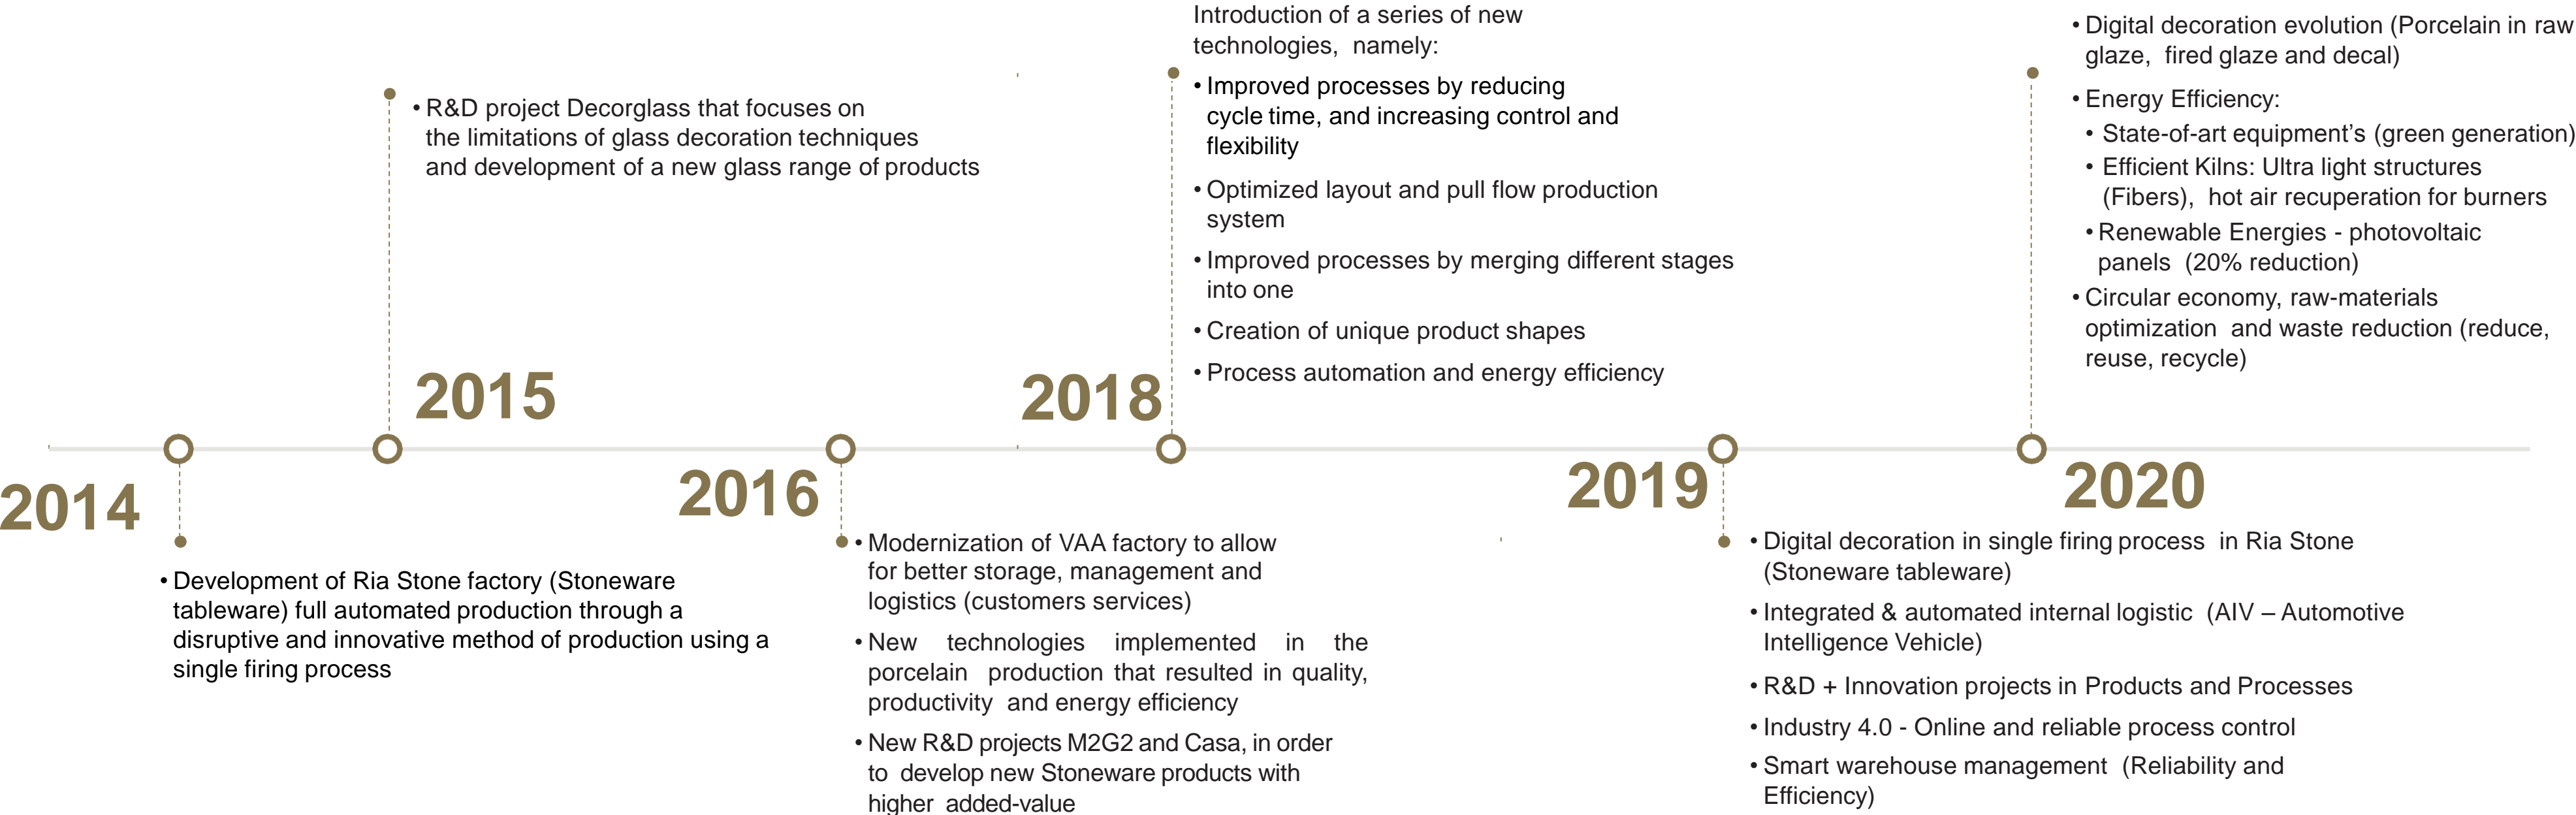 2014
• Development of Ria Stone factory (Stoneware
tableware) full automated production through a
disruptive and innovative method of production using a
single firing process
2015
• R&D project Decorglass that focuses on
the limitations of glass decoration techniques
and development of a new glass range of products
2016
• Modernization of VAA factory to allow
for better storage, management and
logistics (customers services)
• New technologies implemented in the
porcelain production that resulted in quality,
productivity and energy efficiency
• New R&D projects M2G2 and Casa, in order
to develop new Stoneware products with
higher added-value
2018
Introduction of a series of new
technologies, namely:
• Improved processes by reducing
cycle time, and increasing control and
flexibility
• Optimized layout and pull flow production
system
• Improved processes by merging different stages
into one
• Creation of unique product shapes
• Process automation and energy efficiency
2019
• Digital decoration in single firing process in Ria Stone
(Stoneware tableware)
• Integrated & automated internal logistic (AIV – Automotive
Intelligence Vehicle)
• R&D + Innovation projects in Products and Processes
• Industry 4.0 - Online and reliable process control
• Smart warehouse management (Reliability and
Efficiency)
2020
• Digital decoration evolution (Porcelain in raw
glaze, fired glaze and decal)
• Energy Efficiency:
• State-of-art equipment's (green generation)
• Efficient Kilns: Ultra light structures
(Fibers), hot air recuperation for burners
• Renewable Energies - photovoltaic
panels (20% reduction)
• Circular economy, raw-materials
optimization and waste reduction (reduce,
reuse, recycle)